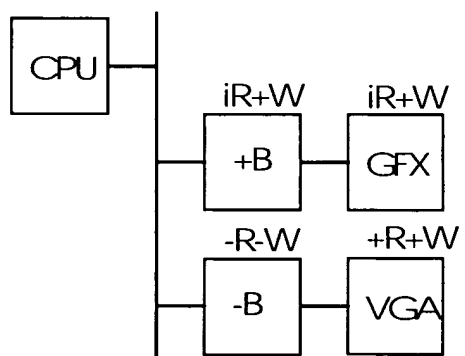 CPU
iR+W iR+W
+B GFX
-R-W +R+W
-B VGA